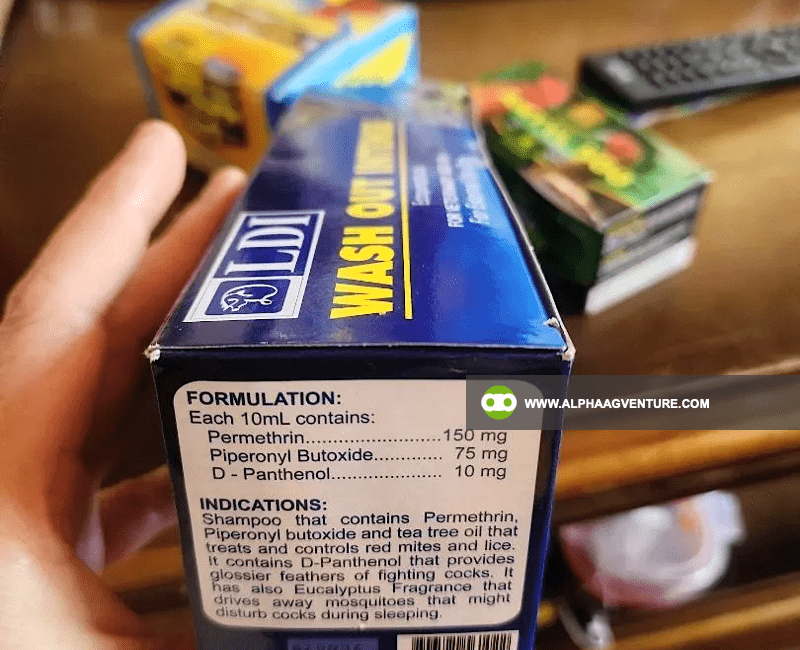 LDI
WASH OUT
FORMULATION:
Each 10mL contains:
Permethrin..........................150 mg
Piperonyl Butoxide............. 75 mg
D - Panthenol...................... 10 mg
INDICATIONS:
Shampoo that contains Permethrin,
Piperonyl butoxide and tea tree oil that
treats and controls red mites and lice.
It contains D-Panthenol that provides
glossier feathers of fighting cocks. It
has also Eucalyptus Fragrance that
drives away mosquitoes that might
disturb cocks during sleeping.
WWW.ALPHAAGVENTURE.COM